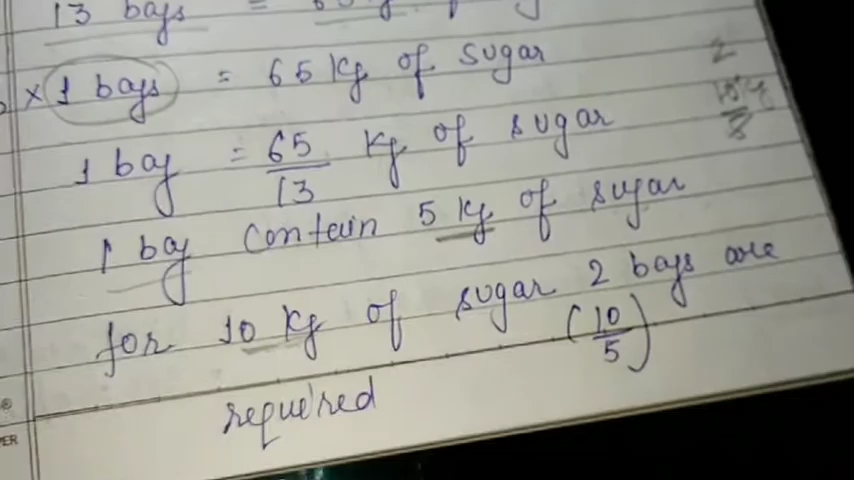 13 bags =
× 1 bags = 65 Kg of sugar
1 bag = 65/13 Kg of sugar
1 bag contain 5 Kg of sugar
for 10 Kg of sugar 2 bags are
(10/5)
required